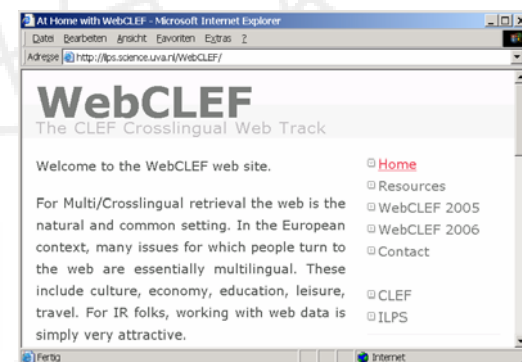 At Home with WebCLEF - Microsoft Internet Explorer
Datei Bearbeiten Ansicht Favoriten Extras ?
Adresse http://ilps.science.uva.nl/WebCLEF/
WebCLEF
The CLEF Crosslingual Web Track
Welcome to the WebCLEF web site.
For Multi/Crosslingual retrieval the web is the
natural and common setting. In the European
context, many issues for which people turn to
the web are essentially multilingual. These
include culture, economy, education, leisure,
travel. For IR folks, working with web data is
simply very attractive.
Home
Resources
WebCLEF 2005
WebCLEF 2006
Contact
CLEF
ILPS
Fertig
Internet